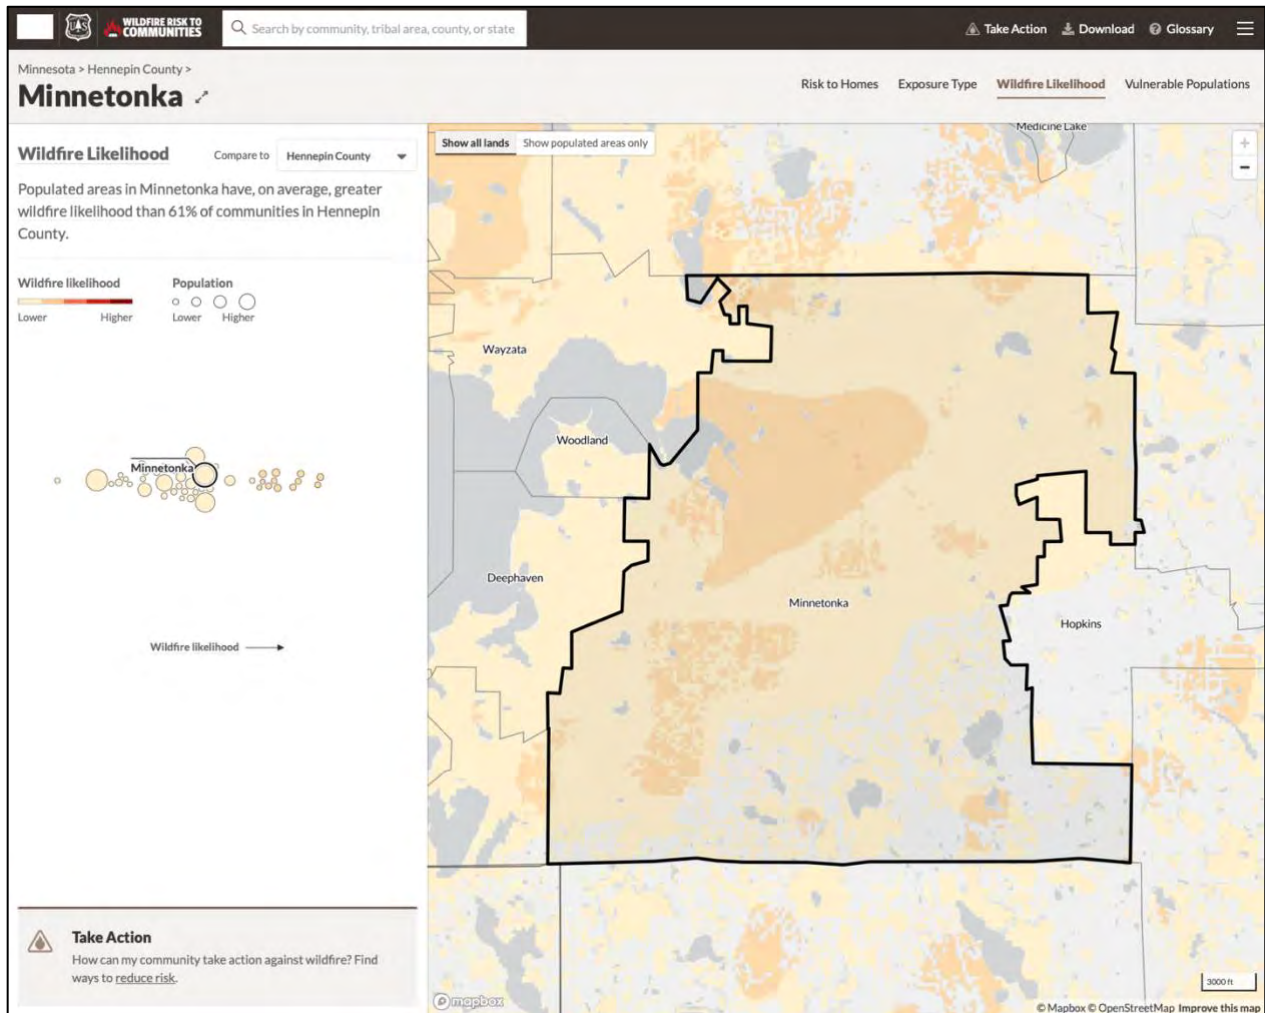 WILDFIRE RISK TO
COMMUNITIES
Search by community, tribal area, county, or state
Take Action
Download
Glossary
Minnesota > Hennepin County >
Minnetonka
Risk to Homes
Exposure Type
Wildfire Likelihood
Vulnerable Populations
Wildfire Likelihood
Compare to
Hennepin County
Populated areas in Minnetonka have, on average, greater
wildfire likelihood than 61% of communities in Hennepin
County.
Wildfire likelihood
Population
Lower
Higher
Lower
Higher
Minnetonka
Wildfire likelihood
Take Action
How can my community take action against wildfire? Find
ways to reduce risk.
Show all lands
Show populated areas only
Medicine Lake
Wayzata
Woodland
Deephaven
Minnetonka
Hopkins
3000 ft
mapbox
© Mapbox © OpenStreetMap Improve this map